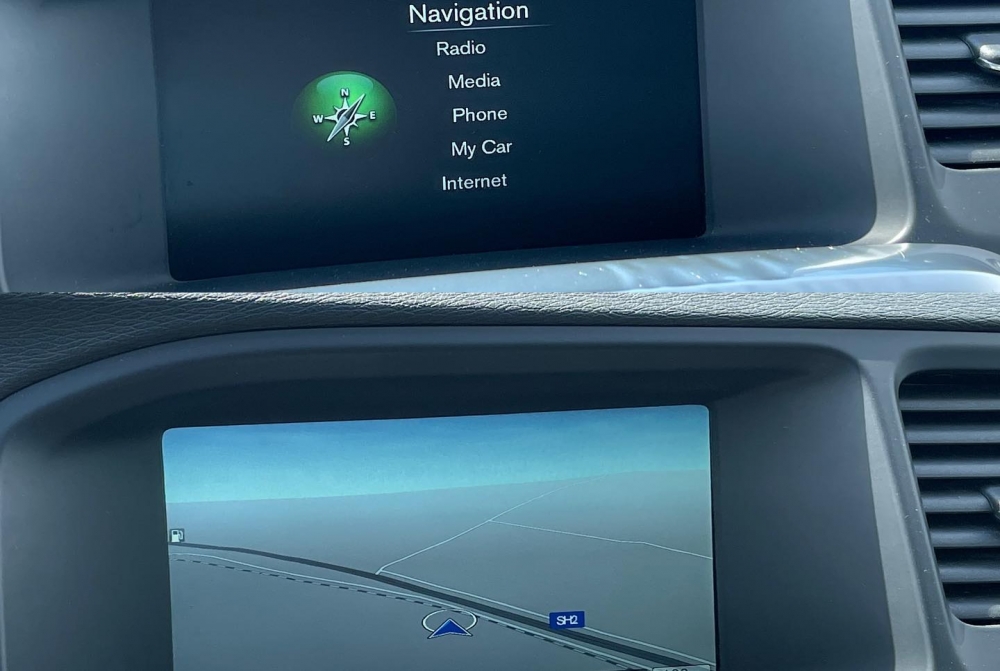 Navigation
Radio
Media
Phone
My Car
Internet
N
W E
S
SH2